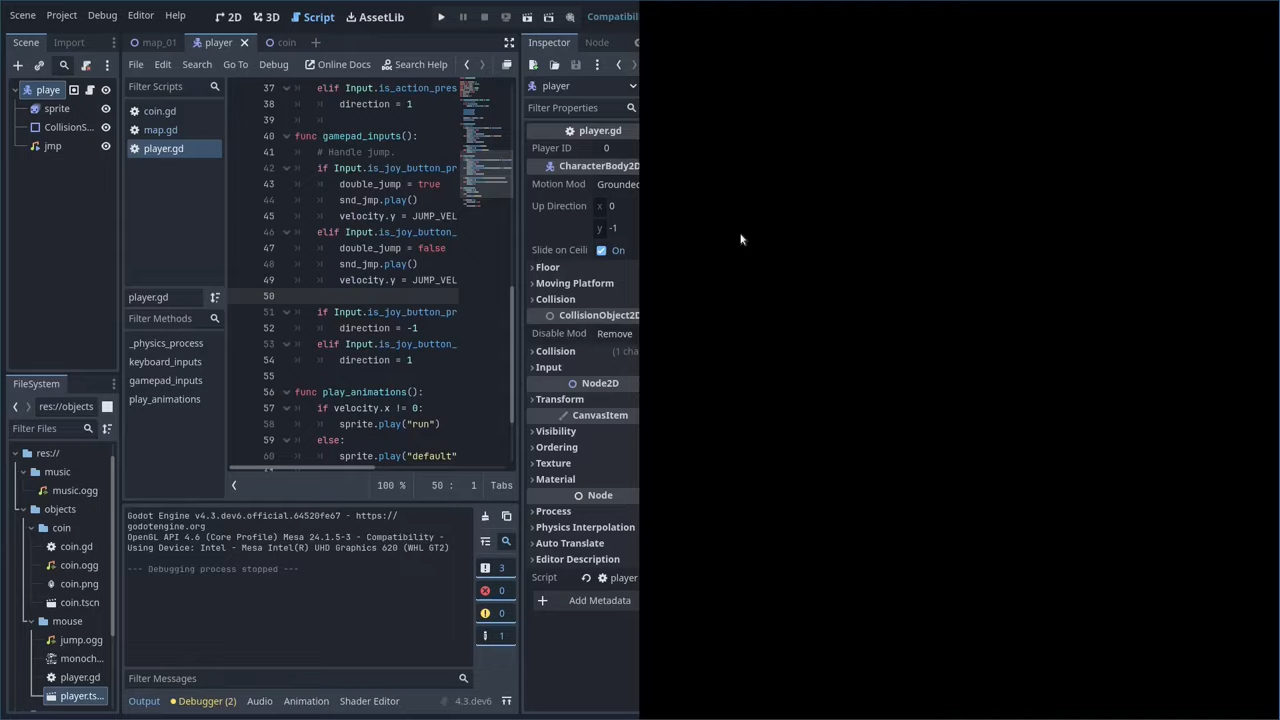 Scene Project Debug Editor Help
2D 3D Script AssetLib
Compatibi
Scene Import
playe
sprite
CollisionS...
jmp
FileSystem
res://objects
Filter Files
res://
music
music.ogg
objects
coin
coin.gd
coin.ogg
coin.png
coin.tscn
mouse
jump.ogg
monoch...
player.gd
player.ts...
map_01 player coin
File Edit Search Go To Debug Online Docs Search Help
Filter Scripts
coin.gd
map.gd
player.gd
player.gd
Filter Methods
_physics_process
keyboard_inputs
gamepad_inputs
play_animations
37 elif Input.is_action_pres
38 direction = 1
39
40 func gamepad_inputs():
41 # Handle jump.
42 if Input.is_joy_button_pr
43 double_jump = true
44 snd_jmp.play()
45 velocity.y = JUMP_VEL
46 elif Input.is_joy_button_
47 double_jump = false
48 snd_jmp.play()
49 velocity.y = JUMP_VEL
50
51 if Input.is_joy_button_pr
52 direction = -1
53 elif Input.is_joy_button_
54 direction = 1
55
56 func play_animations():
57 if velocity.x != 0:
58 sprite.play("run")
59 else:
60 sprite.play("default"
100 % 50 : 1 Tabs
Godot Engine v4.3.dev6.official.64520fe67 - https://
godotengine.org
OpenGL API 4.6 (Core Profile) Mesa 24.1.5-3 - Compatibility -
Using Device: Intel - Mesa Intel(R) UHD Graphics 620 (WHL GT2)
--- Debugging process stopped ---
3
0
0
1
Filter Messages
Output Debugger (2) Audio Animation Shader Editor 4.3.dev6
Inspector Node
player
Filter Properties
player.gd
Player ID 0
CharacterBody2D
Motion Mod Grounded
Up Direction x 0
y -1
Slide on Ceili On
Floor
Moving Platform
Collision
CollisionObject2D
Disable Mod Remove
Collision (1 cha
Input
Node2D
Transform
CanvasItem
Visibility
Ordering
Texture
Material
Node
Process
Physics Interpolation
Auto Translate
Editor Description
Script player
Add Metadata